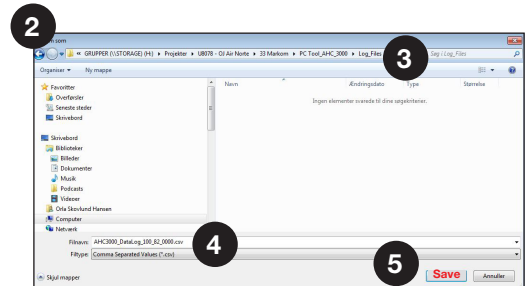 2
som
« GRUPPER (\\STORAGE) (H:) ▸ Projekter ▸ U8078 - OJ Air Norte ▸ 33 Markom ▸ PC Tool_AHC_3000 ▸ Log_Files
3
Søg i Log_Files
Organiser ▾ Ny mappe
Navn Ændringsdato Type Størrelse
Ingen elementer svarede til dine søgekriterier.
Favoritter
Overførsler
Seneste steder
Skrivebord
Skrivebord
Biblioteker
Billeder
Dokumenter
Musik
Podcasts
Videoer
Orla Skovlund Hansen
Computer
Netværk
Filnavn: AHC3000_DataLog_100_82_0000.csv
4
Filtype: Comma Separated Values (*.csv)
5
Skjul mapper
Save
Annuller